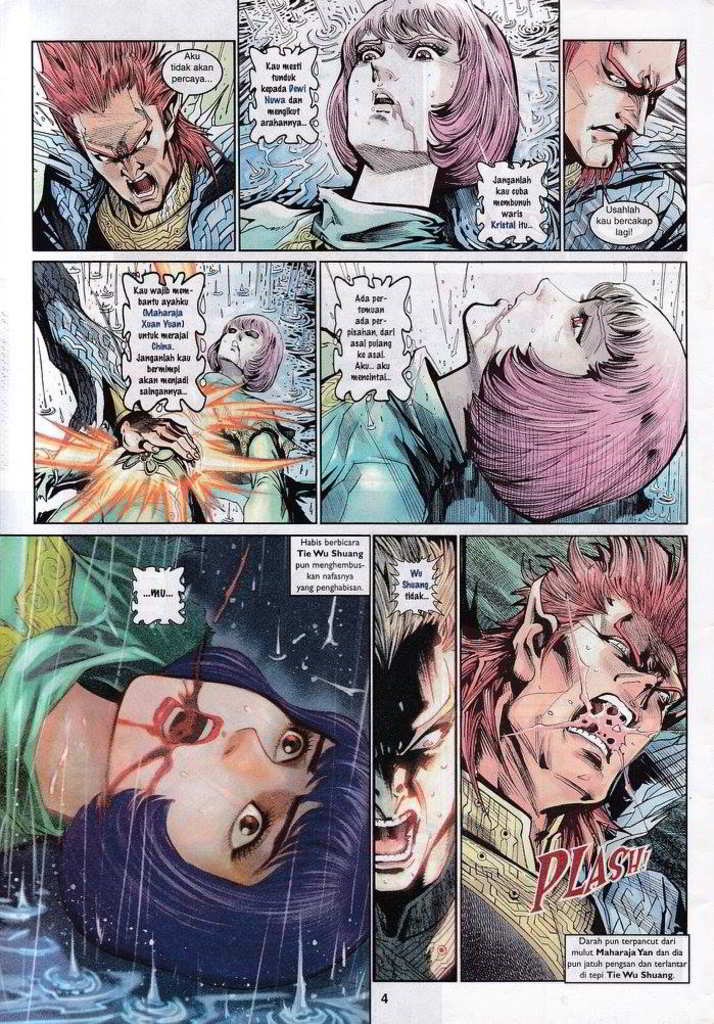 Aku
tidak akan
percaya...
Kau mesti
tunduk
kepada Dewi
Nuwa dan
mengikut
arahannya...
Janganlah
kau cuba
membunuh
waris
Kristal itu...
Usahlah
kau bercakap
lagi!
Kau wajib mem-
bantu ayahku
(Maharaja
Xuan Yuan)
untuk merajai
China.
Janganlah kau
bermimpi
akan menjadi
saingannya...
Ada per-
temuan
ada per-
pisahan, dari
asal pulang
ke asal.
Aku... aku
mencintai...
...mu...
Habis berbicara
Tie Wu Shuang
pun menghembus-
kan nafasnya
yang penghabisan.
Wu
Shuang,
tidak...
PLASH!
Darah pun terpancut dari
mulut Maharaja Yan dan dia
pun jatuh pengsan dan terlantar
di tepi Tie Wu Shuang.
4